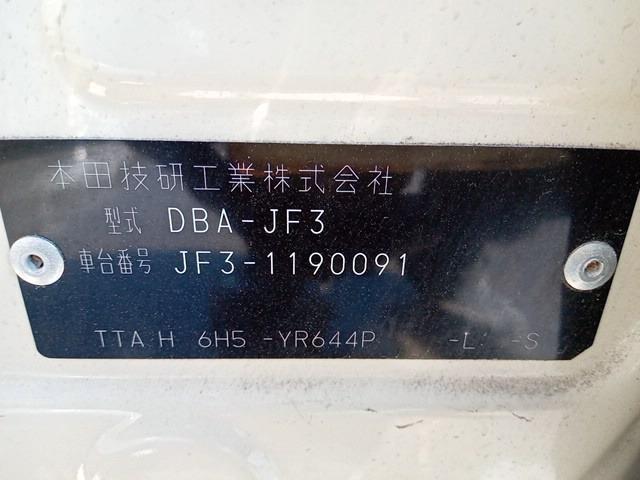 本田技研工業株式会社
型式 DBA-JF3
車台番号 JF3-1190091
TTA H 6H5 -YR644P -L -S